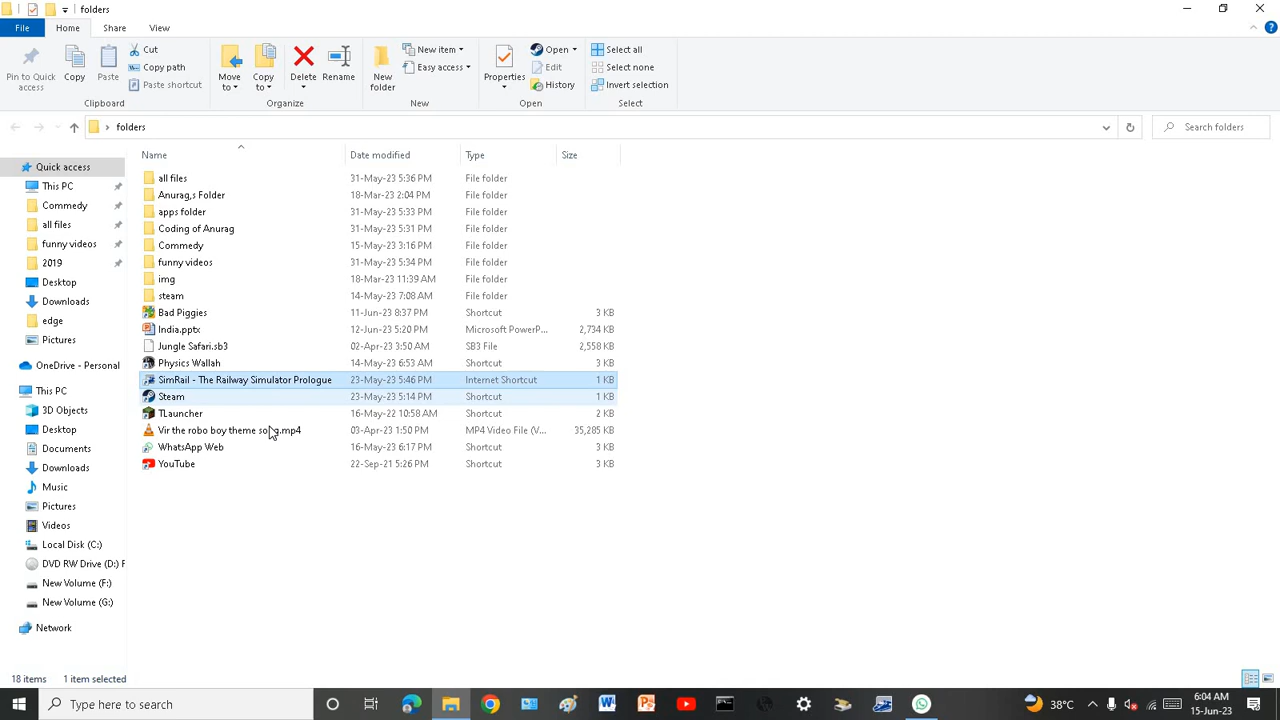 folders
File
Home
Share
View
Pin to Quick access
Copy
Paste
Cut
Copy path
Paste shortcut
Clipboard
Move to
Copy to
Delete
Rename
Organize
New folder
New item
Easy access
New
Properties
Open
Edit
History
Open
Select all
Select none
Invert selection
Select
folders
Search folders
Name Date modified Type Size
Quick access
This PC
Commedy
all files
funny videos
2019
Desktop
Downloads
edge
Pictures
OneDrive - Personal
This PC
3D Objects
Desktop
Documents
Downloads
Music
Pictures
Videos
Local Disk (C:)
DVD RW Drive (D:) F
New Volume (F:)
New Volume (G:)
Network
all files 31-May-23 5:36 PM File folder
Anurag,s Folder 18-Mar-23 2:04 PM File folder
apps folder 31-May-23 5:33 PM File folder
Coding of Anurag 31-May-23 5:31 PM File folder
Commedy 15-May-23 3:16 PM File folder
funny videos 31-May-23 5:34 PM File folder
img 18-Mar-23 11:39 AM File folder
steam 14-May-23 7:08 AM File folder
Bad Piggies 11-Jun-23 8:37 PM Shortcut 3 KB
India.pptx 12-Jun-23 5:20 PM Microsoft PowerP... 2,734 KB
Jungle Safari.sb3 02-Apr-23 3:50 AM SB3 File 2,558 KB
Physics Wallah 14-May-23 6:53 AM Shortcut 3 KB
SimRail - The Railway Simulator Prologue 23-May-23 5:46 PM Internet Shortcut 1 KB
Steam 23-May-23 5:14 PM Shortcut 1 KB
TLauncher 16-May-22 10:58 AM Shortcut 2 KB
Vir the robo boy theme song.mp4 03-Apr-23 1:50 PM MP4 Video File (V... 35,285 KB
WhatsApp Web 16-May-23 6:17 PM Shortcut 3 KB
YouTube 22-Sep-21 5:26 PM Shortcut 3 KB
18 items 1 item selected
Type here to search
38°C
6:04 AM
15-Jun-23